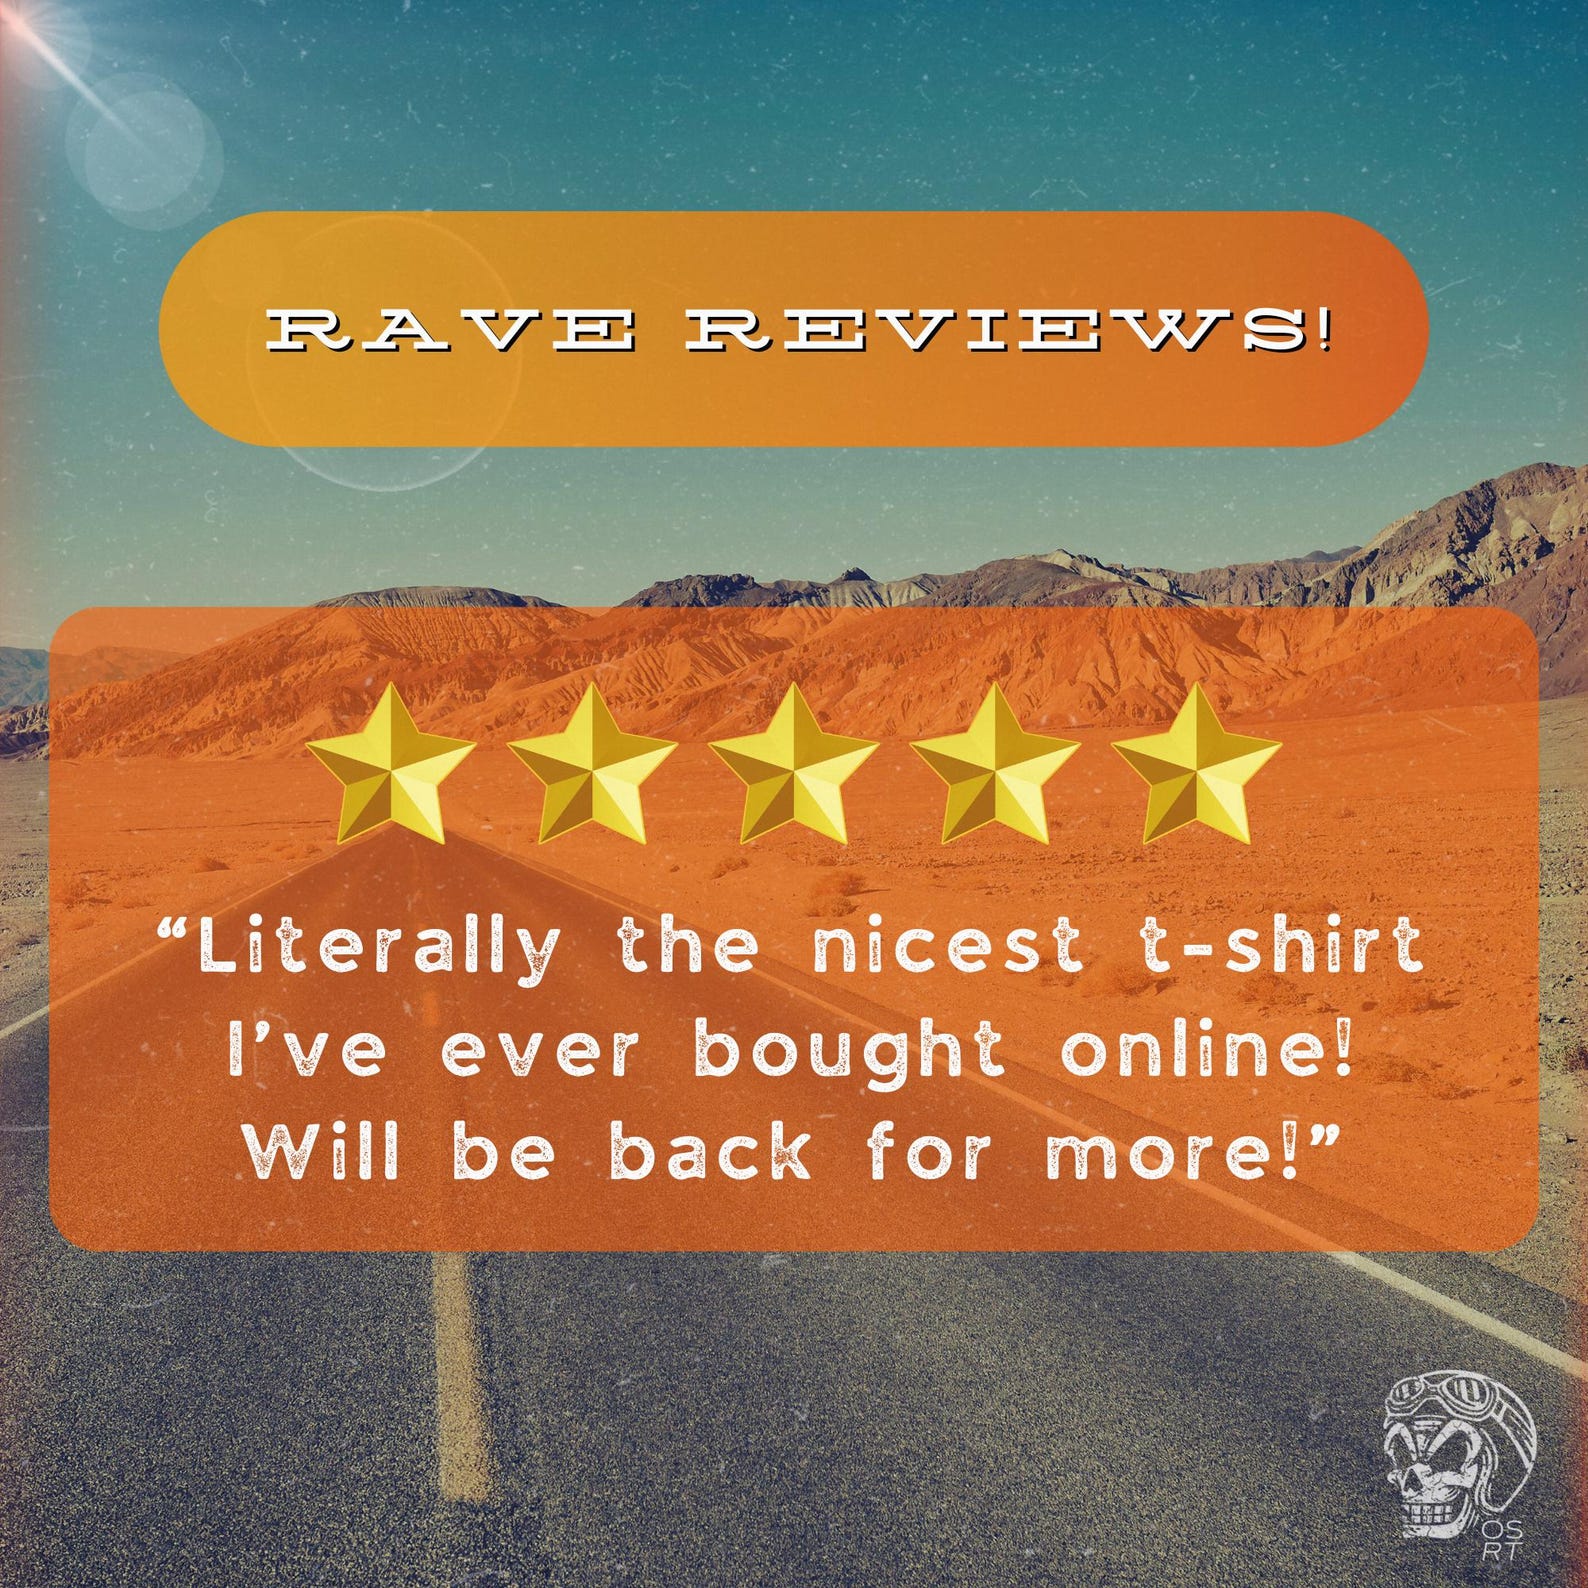 RAVE REVIEWS!
“Literally the nicest t-shirt
I’ve ever bought online!
Will be back for more!”
OS
RT